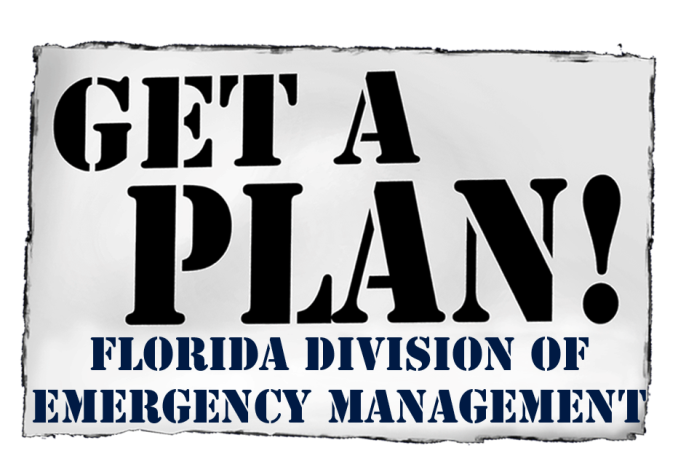 GET A
PLAN!
FLORIDA DIVISION OF
EMERGENCY MANAGEMENT